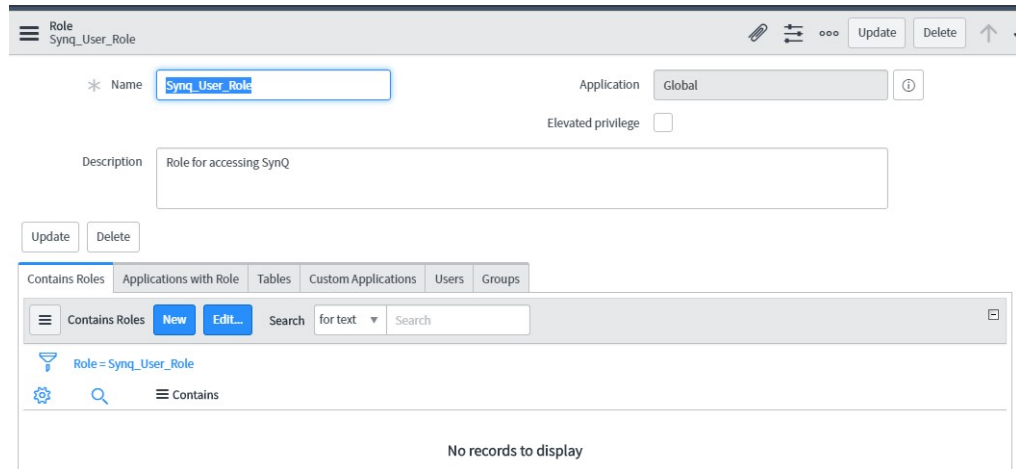 Role
Synq_User_Role
Update Delete
Name Synq_User_Role Application Global
Elevated privilege
Description Role for accessing SynQ
Update Delete
Contains Roles Applications with Role Tables Custom Applications Users Groups
Contains Roles New Edit... Search for text Search
Role = Synq_User_Role
Contains
No records to display